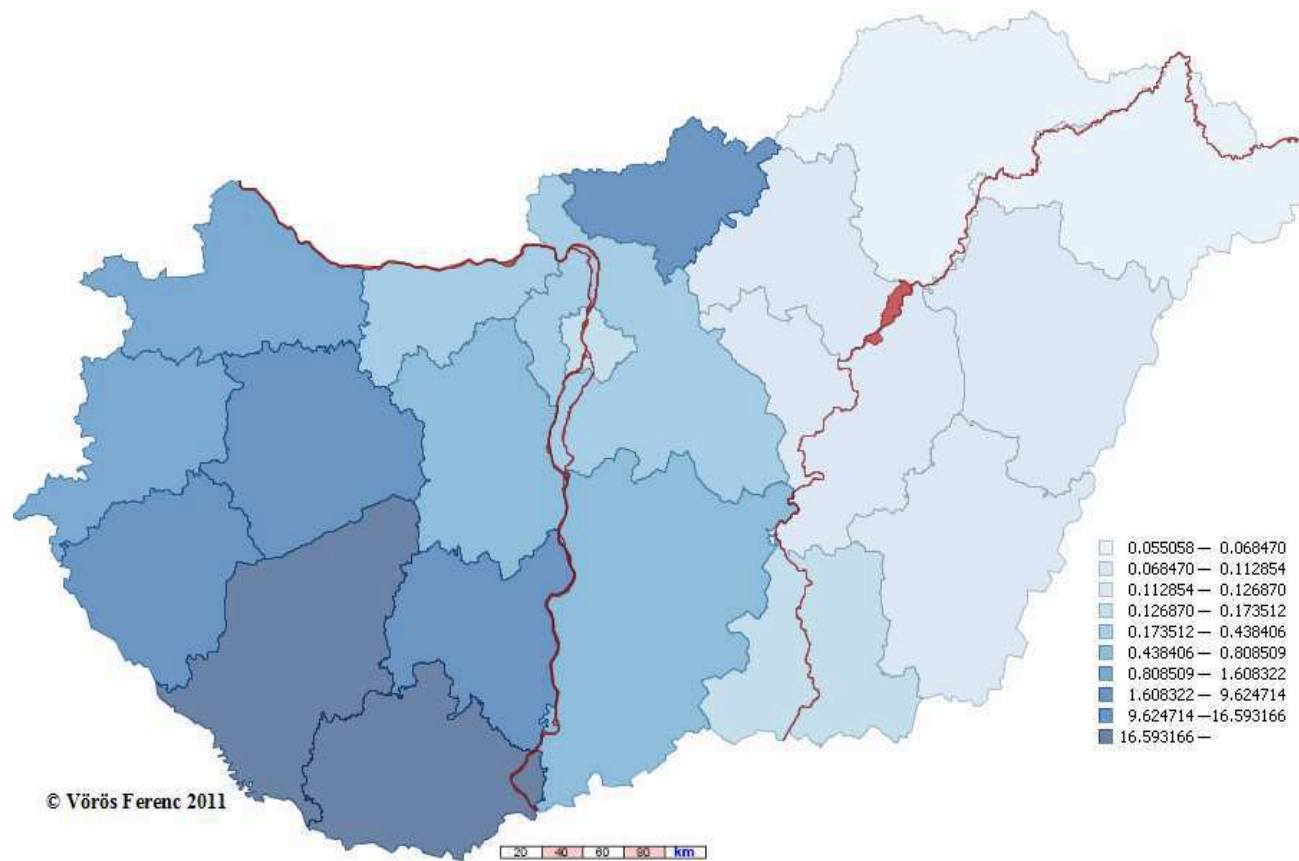 0.055058 — 0.068470
0.068470 — 0.112854
0.112854 — 0.126870
0.126870 — 0.173512
0.173512 — 0.438406
0.438406 — 0.808509
0.808509 — 1.608322
1.608322 — 9.624714
9.624714 —16.593166
16.593166 —
© Vörös Ferenc 2011
20 40 60 80 km